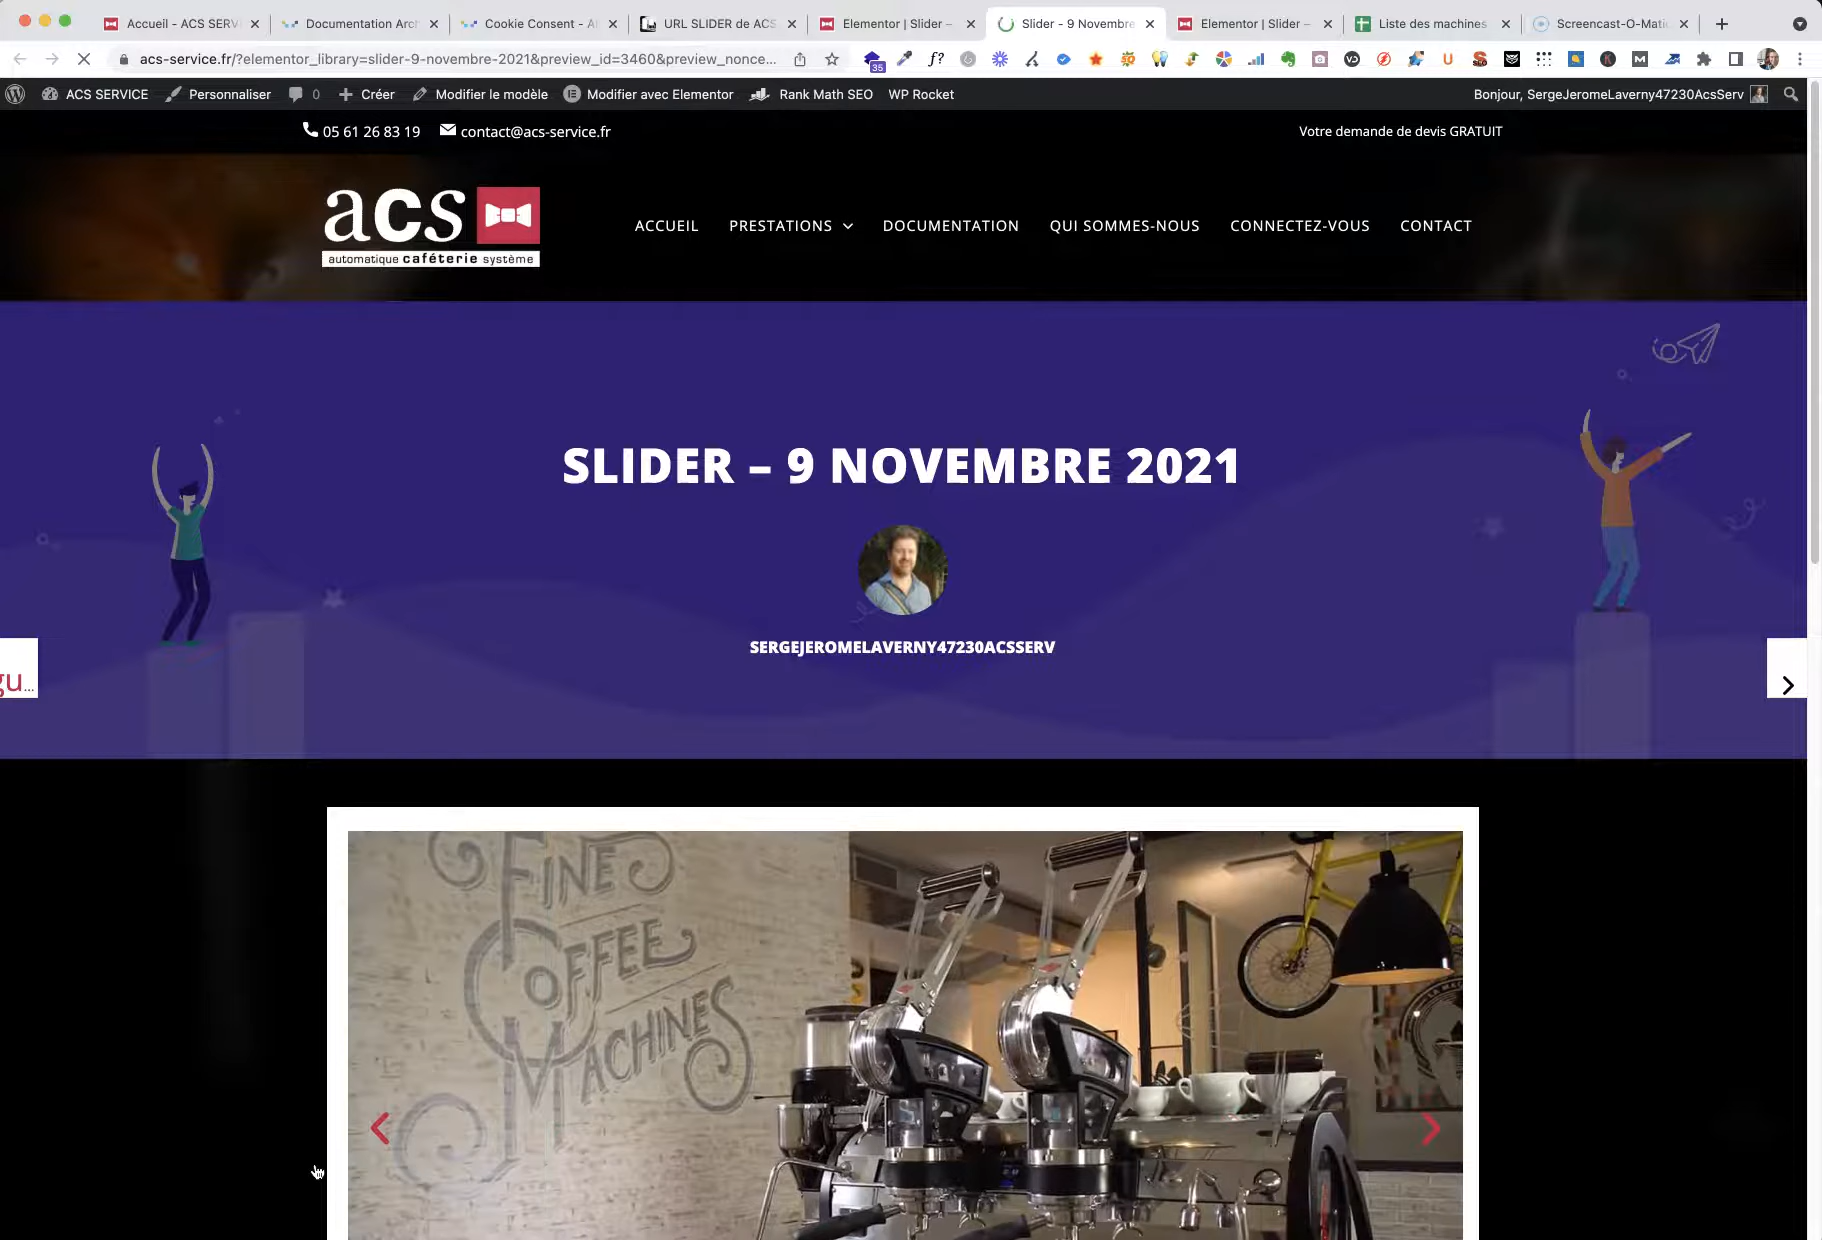 Accueil - ACS SERV
Documentation Arch
Cookie Consent - A
URL SLIDER de ACS
Elementor | Slider –
Slider - 9 Novembre
Elementor | Slider –
Liste des machines
Screencast-O-Mati
acs-service.fr/?elementor_library=slider-9-novembre-2021&preview_id=3460&preview_nonce...
35
f?
ACS SERVICE
Personnaliser
0
Créer
Modifier le modèle
Modifier avec Elementor
Rank Math SEO
WP Rocket
Bonjour, SergeJeromeLaverny47230AcsServ
05 61 26 83 19
contact@acs-service.fr
Votre demande de devis GRATUIT
acs
automatique caféterie système
ACCUEIL
PRESTATIONS
DOCUMENTATION
QUI SOMMES-NOUS
CONNECTEZ-VOUS
CONTACT
SLIDER – 9 NOVEMBRE 2021
SERGEJEROMELAVERNY47230ACSSERV
gu...
FINE
COFFEE
MACHINES